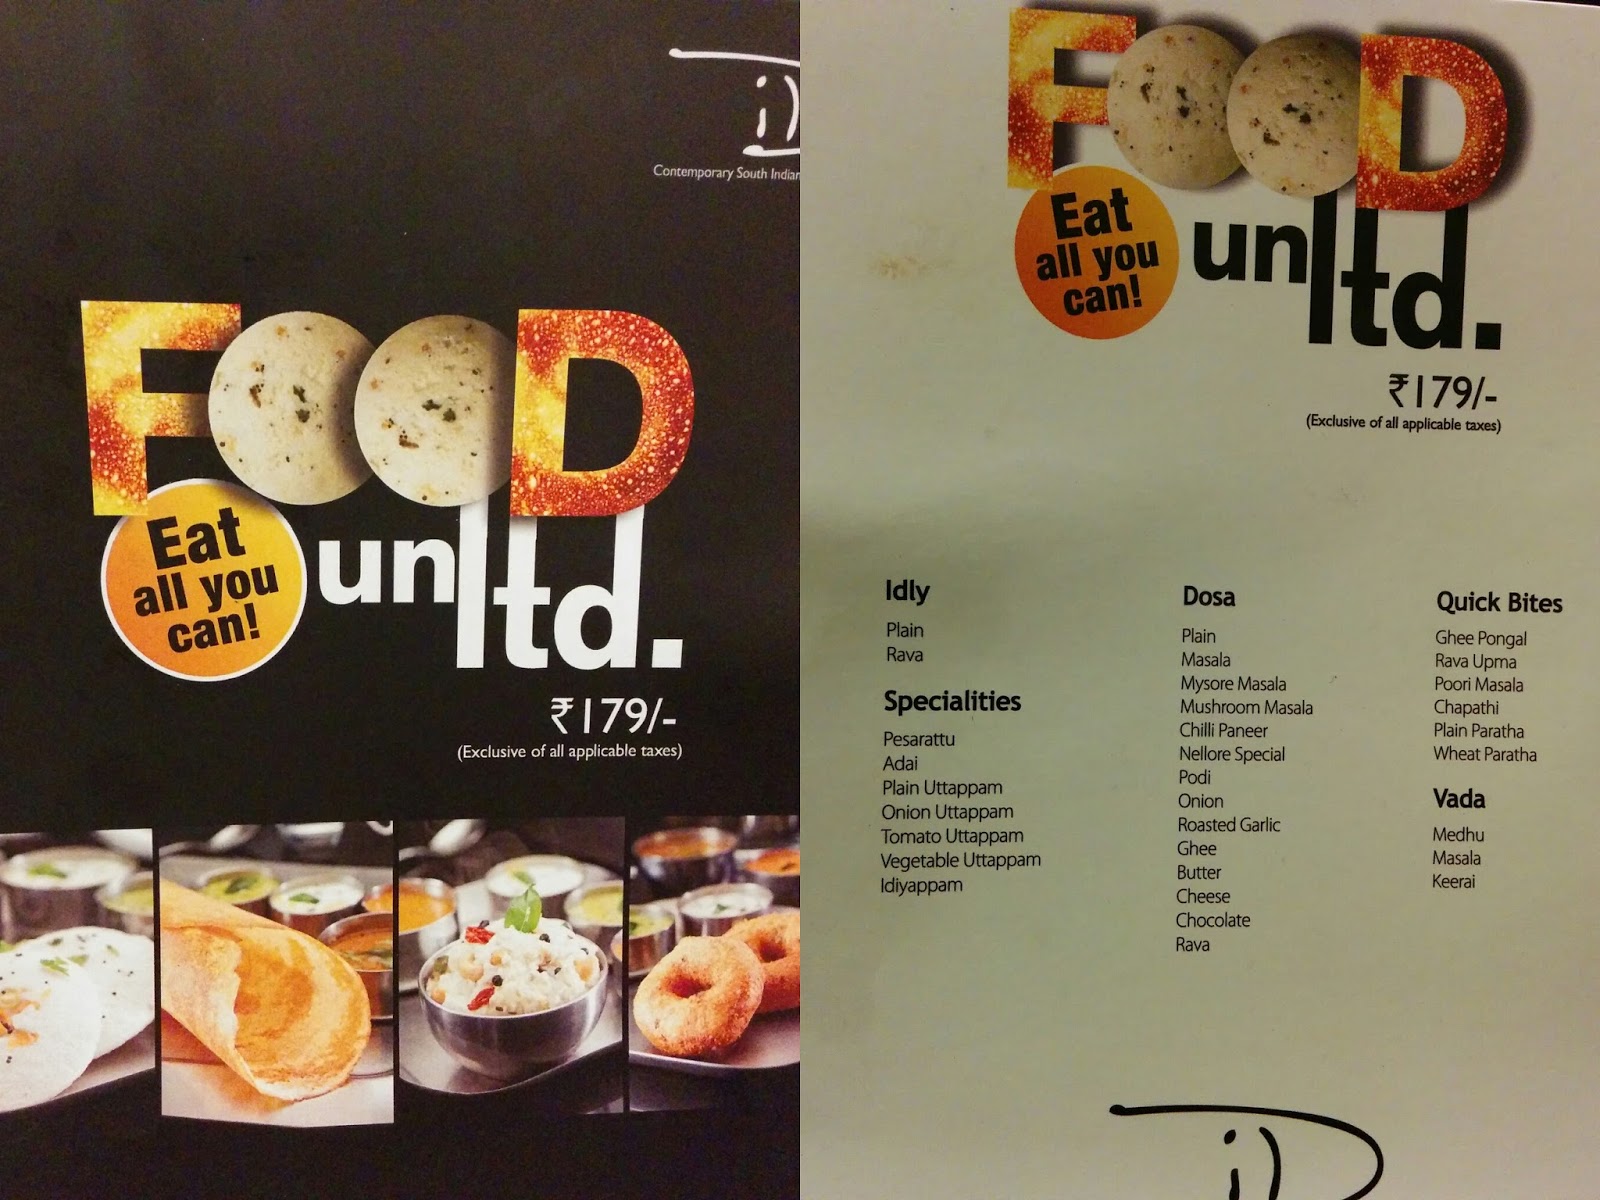 iD
Contemporary South Indian
FOOD
Eat
all you
can!
unltd.
₹179/-
(Exclusive of all applicable taxes)
FOOD
Eat
all you
can!
unltd.
₹179/-
(Exclusive of all applicable taxes)
Idly
Plain
Rava
Specialities
Pesarattu
Adai
Plain Uttappam
Onion Uttappam
Tomato Uttappam
Vegetable Uttappam
Idiyappam
Dosa
Plain
Masala
Mysore Masala
Mushroom Masala
Chilli Paneer
Nellore Special
Podi
Onion
Roasted Garlic
Ghee
Butter
Cheese
Chocolate
Rava
Quick Bites
Ghee Pongal
Rava Upma
Poori Masala
Chapathi
Plain Paratha
Wheat Paratha
Vada
Medhu
Masala
Keerai
iD